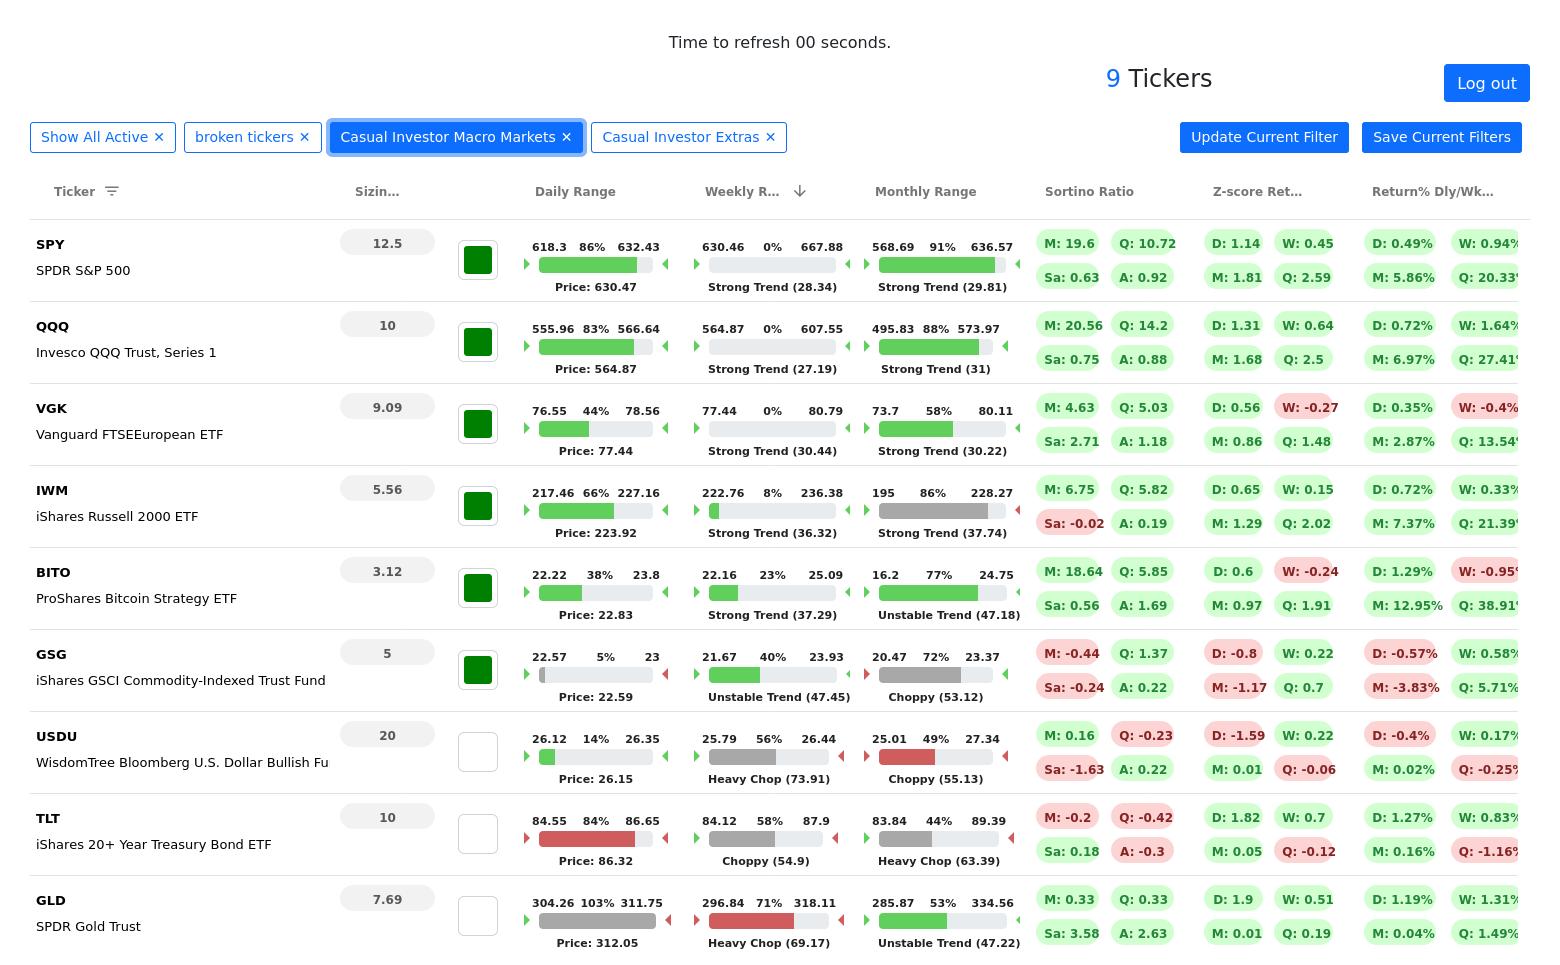 Time to refresh 00 seconds.
9 Tickers
Log out
Show All Active ✕ broken tickers ✕ Casual Investor Macro Markets ✕ Casual Investor Extras ✕ Update Current Filter Save Current Filters
Ticker Sizin... Daily Range Weekly R... Monthly Range Sortino Ratio Z-score Ret... Return% Dly/Wk...
SPY 12.5 618.3 86% 632.43 630.46 0% 667.88 568.69 91% 636.57 M: 19.6 Q: 10.72 D: 1.14 W: 0.45 D: 0.49% W: 0.94%
SPDR S&P 500 Price: 630.47 Strong Trend (28.34) Strong Trend (29.81) Sa: 0.63 A: 0.92 M: 1.81 Q: 2.59 M: 5.86% Q: 20.33%
QQQ 10 555.96 83% 566.64 564.87 0% 607.55 495.83 88% 573.97 M: 20.56 Q: 14.2 D: 1.31 W: 0.64 D: 0.72% W: 1.64%
Invesco QQQ Trust, Series 1 Price: 564.87 Strong Trend (27.19) Strong Trend (31) Sa: 0.75 A: 0.88 M: 1.68 Q: 2.5 M: 6.97% Q: 27.41%
VGK 9.09 76.55 44% 78.56 77.44 0% 80.79 73.7 58% 80.11 M: 4.63 Q: 5.03 D: 0.56 W: -0.27 D: 0.35% W: -0.4%
Vanguard FTSEEuropean ETF Price: 77.44 Strong Trend (30.44) Strong Trend (30.22) Sa: 2.71 A: 1.18 M: 0.86 Q: 1.48 M: 2.87% Q: 13.54%
IWM 5.56 217.46 66% 227.16 222.76 8% 236.38 195 86% 228.27 M: 6.75 Q: 5.82 D: 0.65 W: 0.15 D: 0.72% W: 0.33%
iShares Russell 2000 ETF Price: 223.92 Strong Trend (36.32) Strong Trend (37.74) Sa: -0.02 A: 0.19 M: 1.29 Q: 2.02 M: 7.37% Q: 21.39%
BITO 3.12 22.22 38% 23.8 22.16 23% 25.09 16.2 77% 24.75 M: 18.64 Q: 5.85 D: 0.6 W: -0.24 D: 1.29% W: -0.95%
ProShares Bitcoin Strategy ETF Price: 22.83 Strong Trend (37.29) Unstable Trend (47.18) Sa: 0.56 A: 1.69 M: 0.97 Q: 1.91 M: 12.95% Q: 38.91%
GSG 5 22.57 5% 23 21.67 40% 23.93 20.47 72% 23.37 M: -0.44 Q: 1.37 D: -0.8 W: 0.22 D: -0.57% W: 0.58%
iShares GSCI Commodity-Indexed Trust Fund Price: 22.59 Unstable Trend (47.45) Choppy (53.12) Sa: -0.24 A: 0.22 M: -1.17 Q: 0.7 M: -3.83% Q: 5.71%
USDU 20 26.12 14% 26.35 25.79 56% 26.44 25.01 49% 27.34 M: 0.16 Q: -0.23 D: -1.59 W: 0.22 D: -0.4% W: 0.17%
WisdomTree Bloomberg U.S. Dollar Bullish Fu Price: 26.15 Heavy Chop (73.91) Choppy (55.13) Sa: -1.63 A: 0.22 M: 0.01 Q: -0.06 M: 0.02% Q: -0.25%
TLT 10 84.55 84% 86.65 84.12 58% 87.9 83.84 44% 89.39 M: -0.2 Q: -0.42 D: 1.82 W: 0.7 D: 1.27% W: 0.83%
iShares 20+ Year Treasury Bond ETF Price: 86.32 Choppy (54.9) Heavy Chop (63.39) Sa: 0.18 A: -0.3 M: 0.05 Q: -0.12 M: 0.16% Q: -1.16%
GLD 7.69 304.26 103% 311.75 296.84 71% 318.11 285.87 53% 334.56 M: 0.33 Q: 0.33 D: 1.9 W: 0.51 D: 1.19% W: 1.31%
SPDR Gold Trust Price: 312.05 Heavy Chop (69.17) Unstable Trend (47.22) Sa: 3.58 A: 2.63 M: 0.01 Q: 0.19 M: 0.04% Q: 1.49%